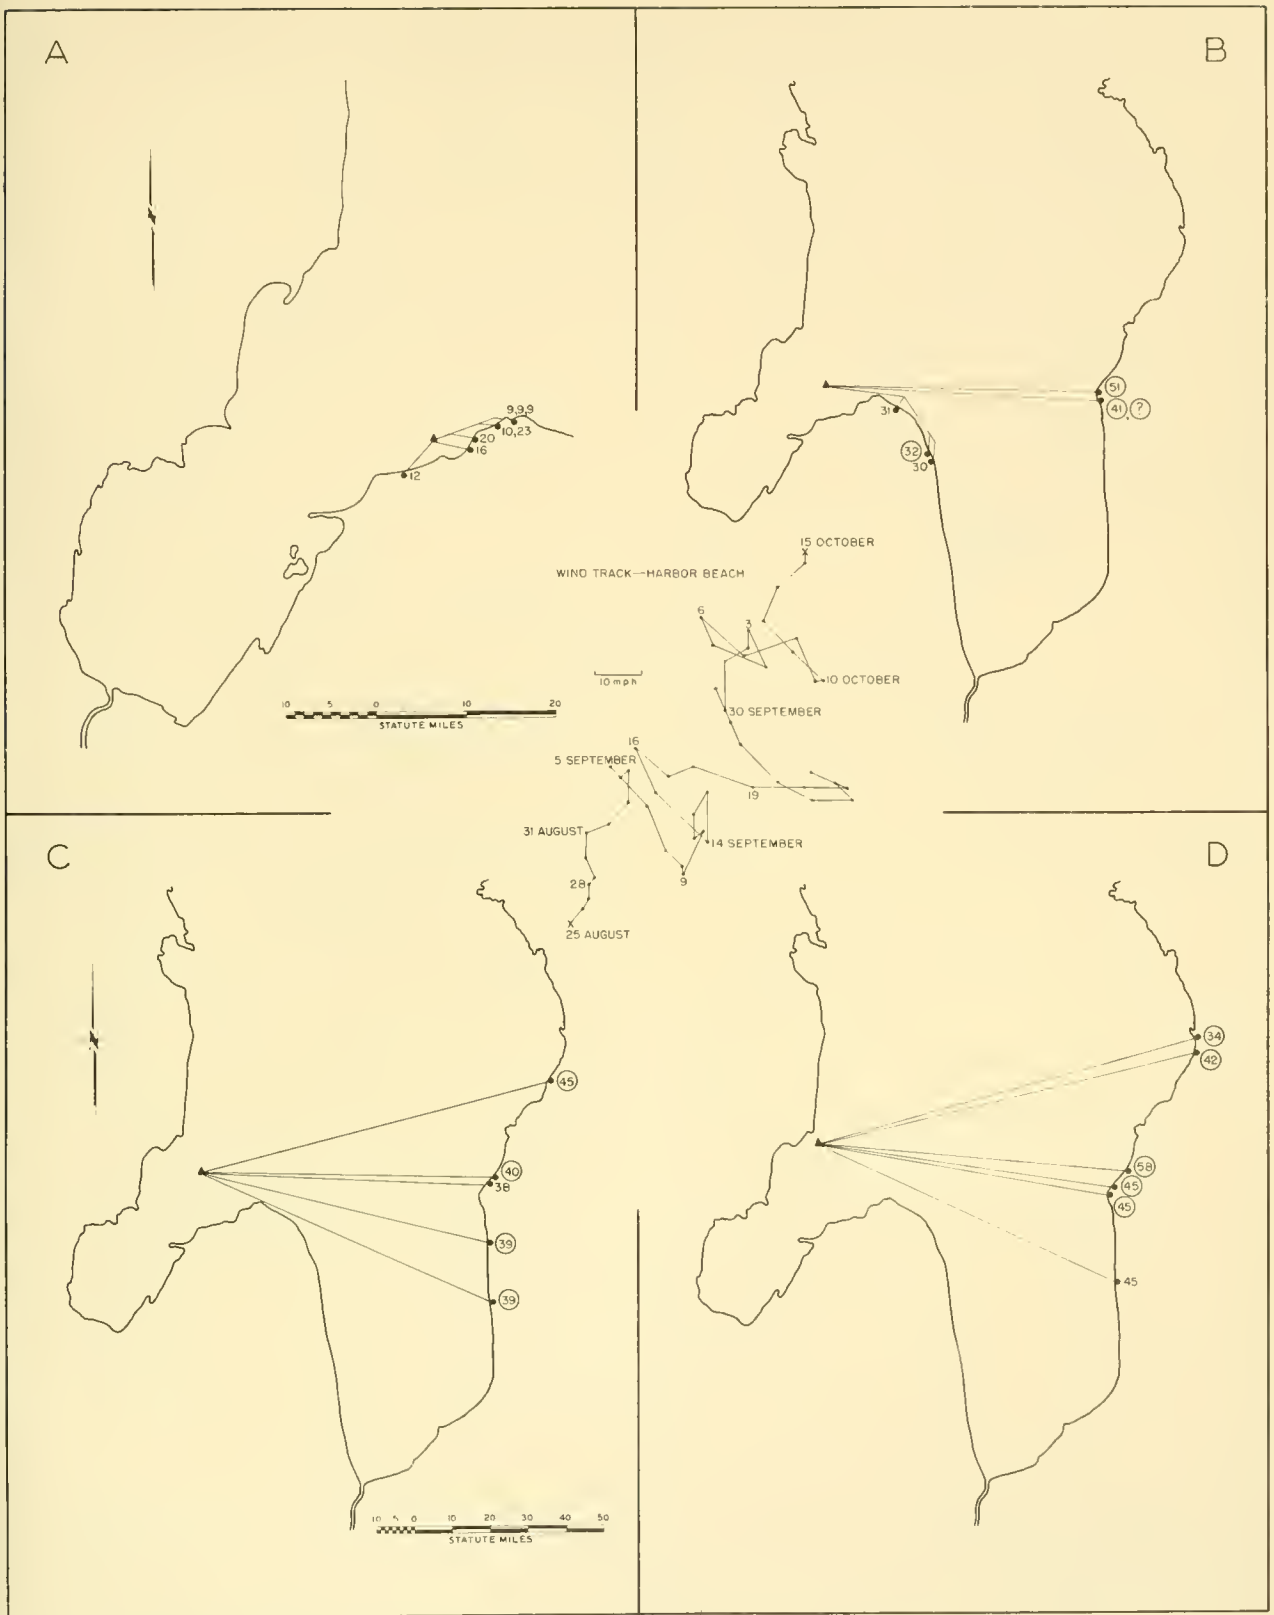 A
B
9,9,9
10,23
20
16
12
10 5 0 10 20
STATUTE MILES
51
41, ?
31
32
30
WIND TRACK—HARBOR BEACH
15 OCTOBER
6
3
10 mph
10 OCTOBER
30 SEPTEMBER
16
5 SEPTEMBER
19
31 AUGUST
14 SEPTEMBER
28
9
25 AUGUST
C
D
45
40
38
39
39
10 5 0 10 20 30 40 50
STATUTE MILES
34
42
58
45
45
45